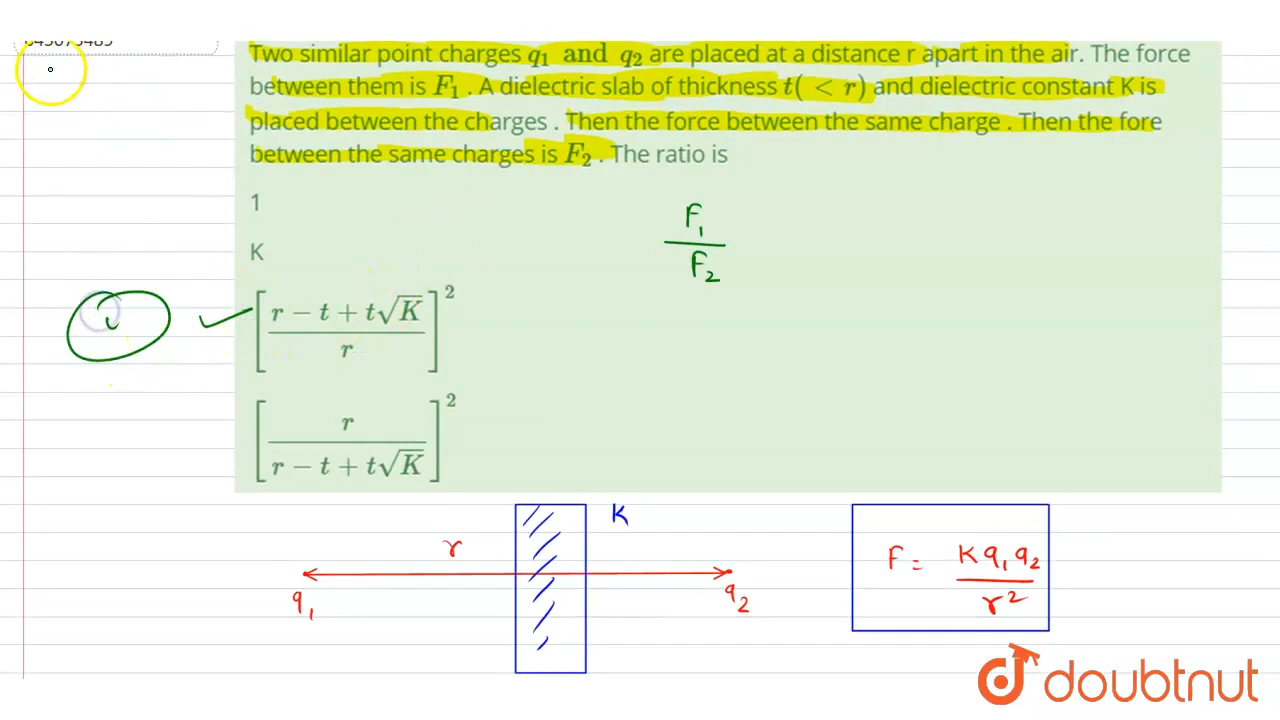 Two similar point charges q₁ and q₂ are placed at a distance r apart in the air. The force
between them is F₁ . A dielectric slab of thickness t( < r) and dielectric constant K is
placed between the charges . Then the force between the same charge . Then the fore
between the same charges is F₂ . The ratio is
1
K
[(r − t + t√K)/r]²
[r/(r − t + t√K)]²
F₁/F₂
K
r
q₁
q₂
F = K q₁ q₂ / r²
doubtnut